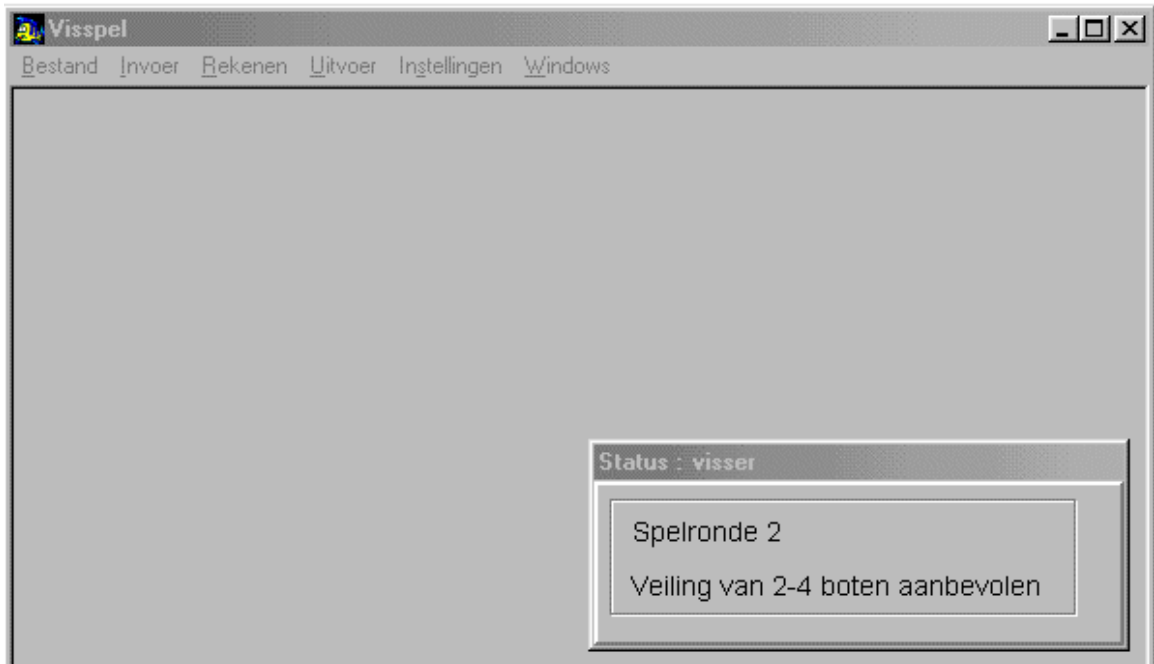 Visspel
Bestand Invoer Rekenen Uitvoer Instellingen Windows
Status : visser
Spelronde 2
Veiling van 2-4 boten aanbevolen